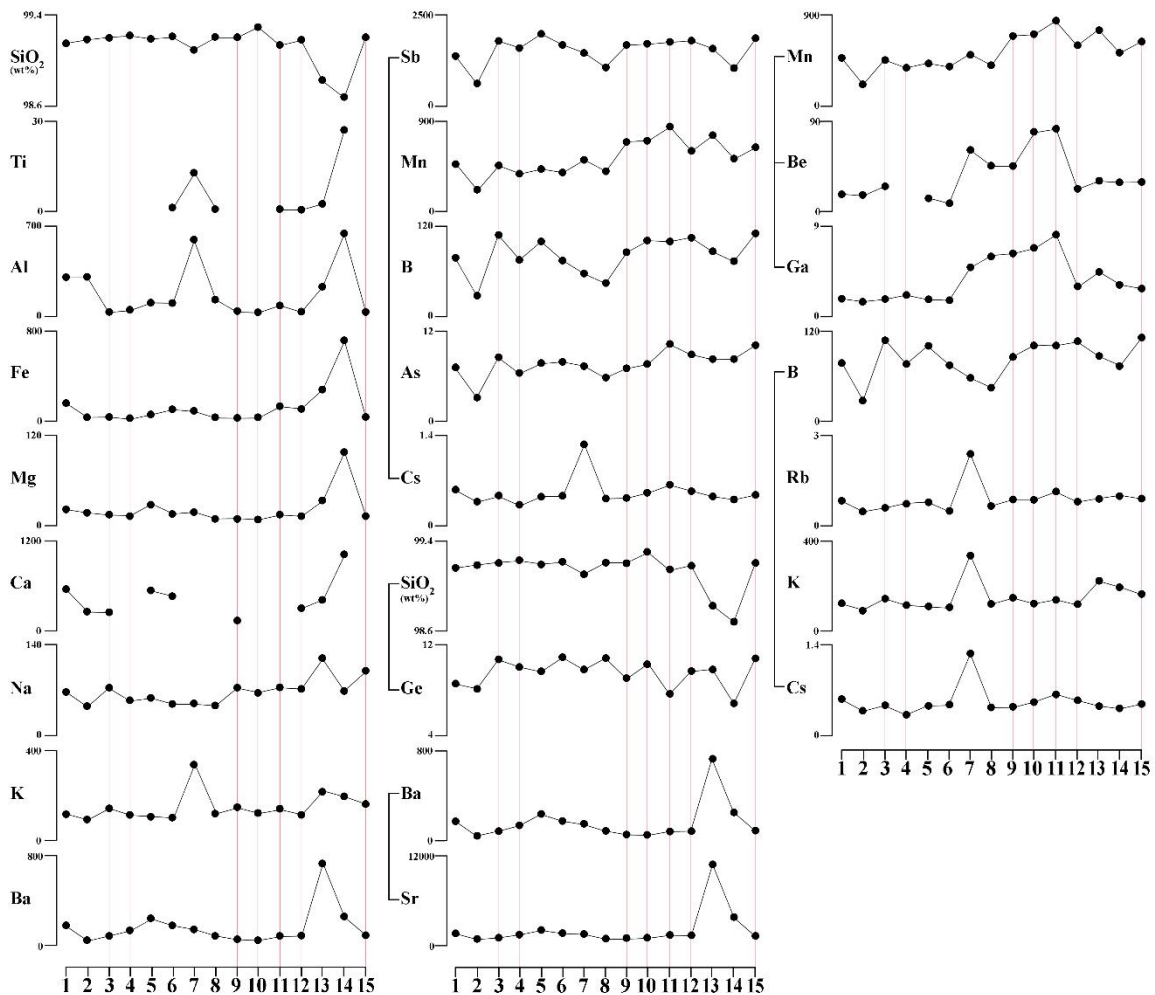 99.4
SiO2
(wt%)
98.6
30
Ti
0
700
Al
0
800
Fe
0
120
Mg
0
1200
Ca
0
140
Na
0
400
K
0
800
Ba
0
1 2 3 4 5 6 7 8 9 10 11 12 13 14 15
2500
Sb
0
900
Mn
0
120
B
0
12
As
0
1.4
Cs
0
99.4
SiO2
(wt%)
98.6
12
Ge
4
800
Ba
0
12000
Sr
0
1 2 3 4 5 6 7 8 9 10 11 12 13 14 15
900
Mn
0
90
Be
0
9
Ga
0
120
B
0
3
Rb
0
400
K
0
1.4
Cs
0
1 2 3 4 5 6 7 8 9 10 11 12 13 14 15